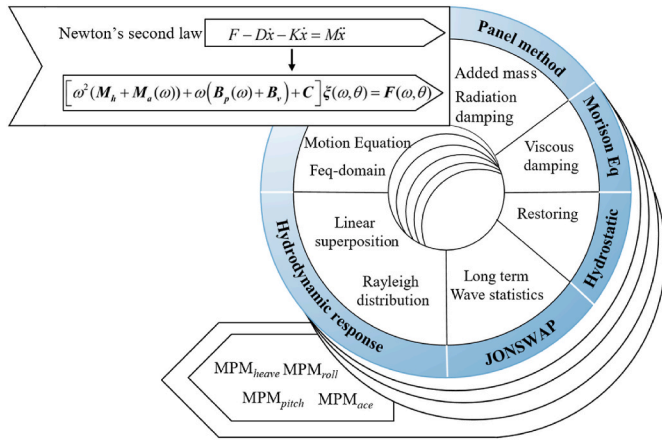 Newton's second law
F − Dẋ − Kẋ = Mẍ
[ω²(M_h + M_a(ω)) + ω(B_p(ω) + B_v) + C]ξ(ω,θ) = F(ω,θ)
Panel method
Added mass
Radiation
damping
Morison Eq
Viscous
damping
Hydrostatic
Restoring
JONSWAP
Long term
Wave statistics
Hydrodynamic response
Motion Equation
Feq-domain
Linear
superposition
Rayleigh
distribution
MPM_heave MPM_roll
MPM_pitch MPM_ace